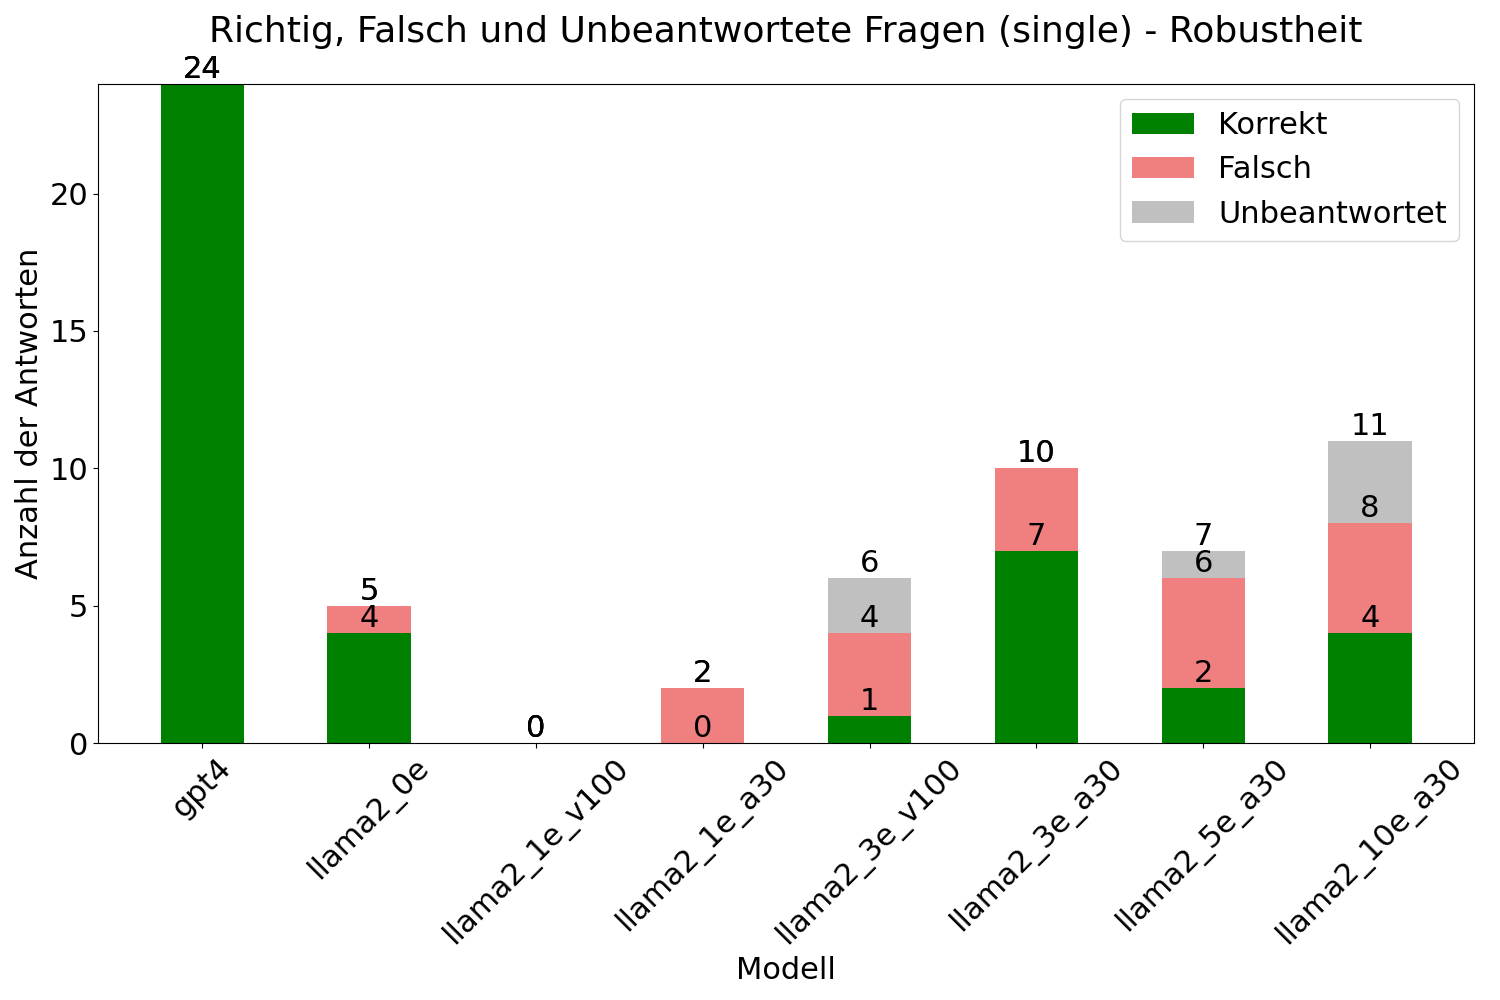 Richtig, Falsch und Unbeantwortete Fragen (single) - Robustheit
24
Korrekt
Falsch
Unbeantwortet
20
15
10
5
0
Anzahl der Antworten
5
4
0
2
0
6
4
1
10
7
7
6
2
11
8
4
gpt4
llama2_0e
llama2_1e_v100
llama2_1e_a30
llama2_3e_v100
llama2_3e_a30
llama2_5e_a30
llama2_10e_a30
Modell